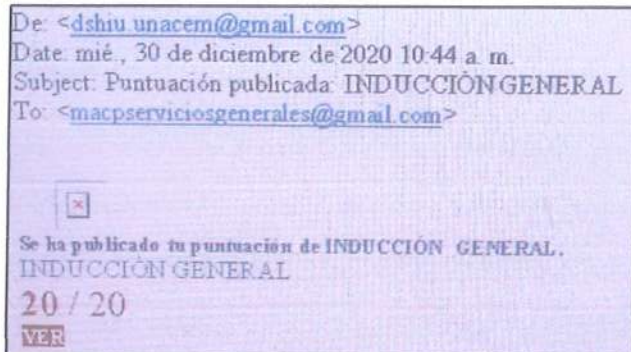 De: <dshiu.unacem@gmail.com>
Date: mié., 30 de diciembre de 2020 10:44 a. m.
Subject: Puntuación publicada: INDUCCIÓN GENERAL
To: <macpserviciosgenerales@gmail.com>
Se ha publicado tu puntuación de INDUCCIÓN GENERAL.
INDUCCIÓN GENERAL
20 / 20
VER